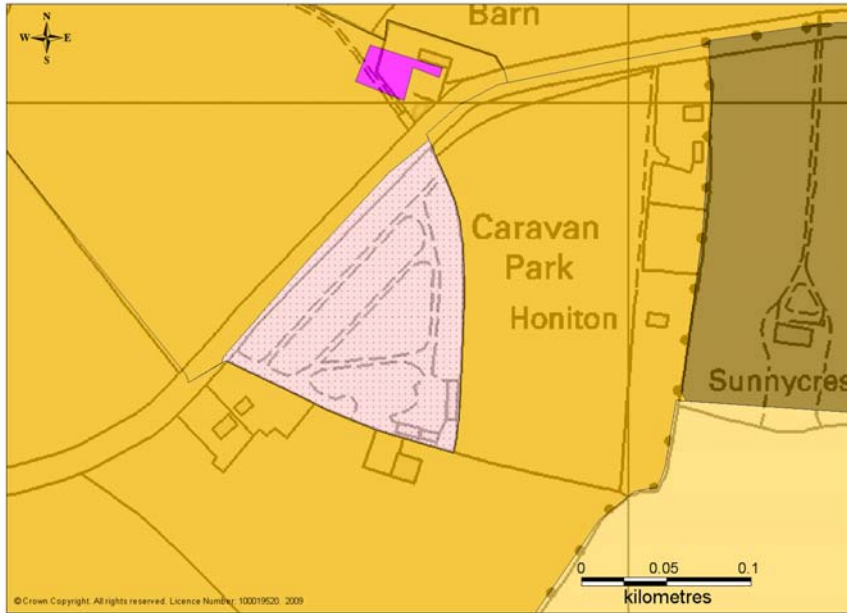 Barn
N
W E
S
Caravan
Park
Honiton
Sunnycres
0 0.05 0.1
kilometres
© Crown Copyright. All rights reserved. Licence Number: 100019520. 2009